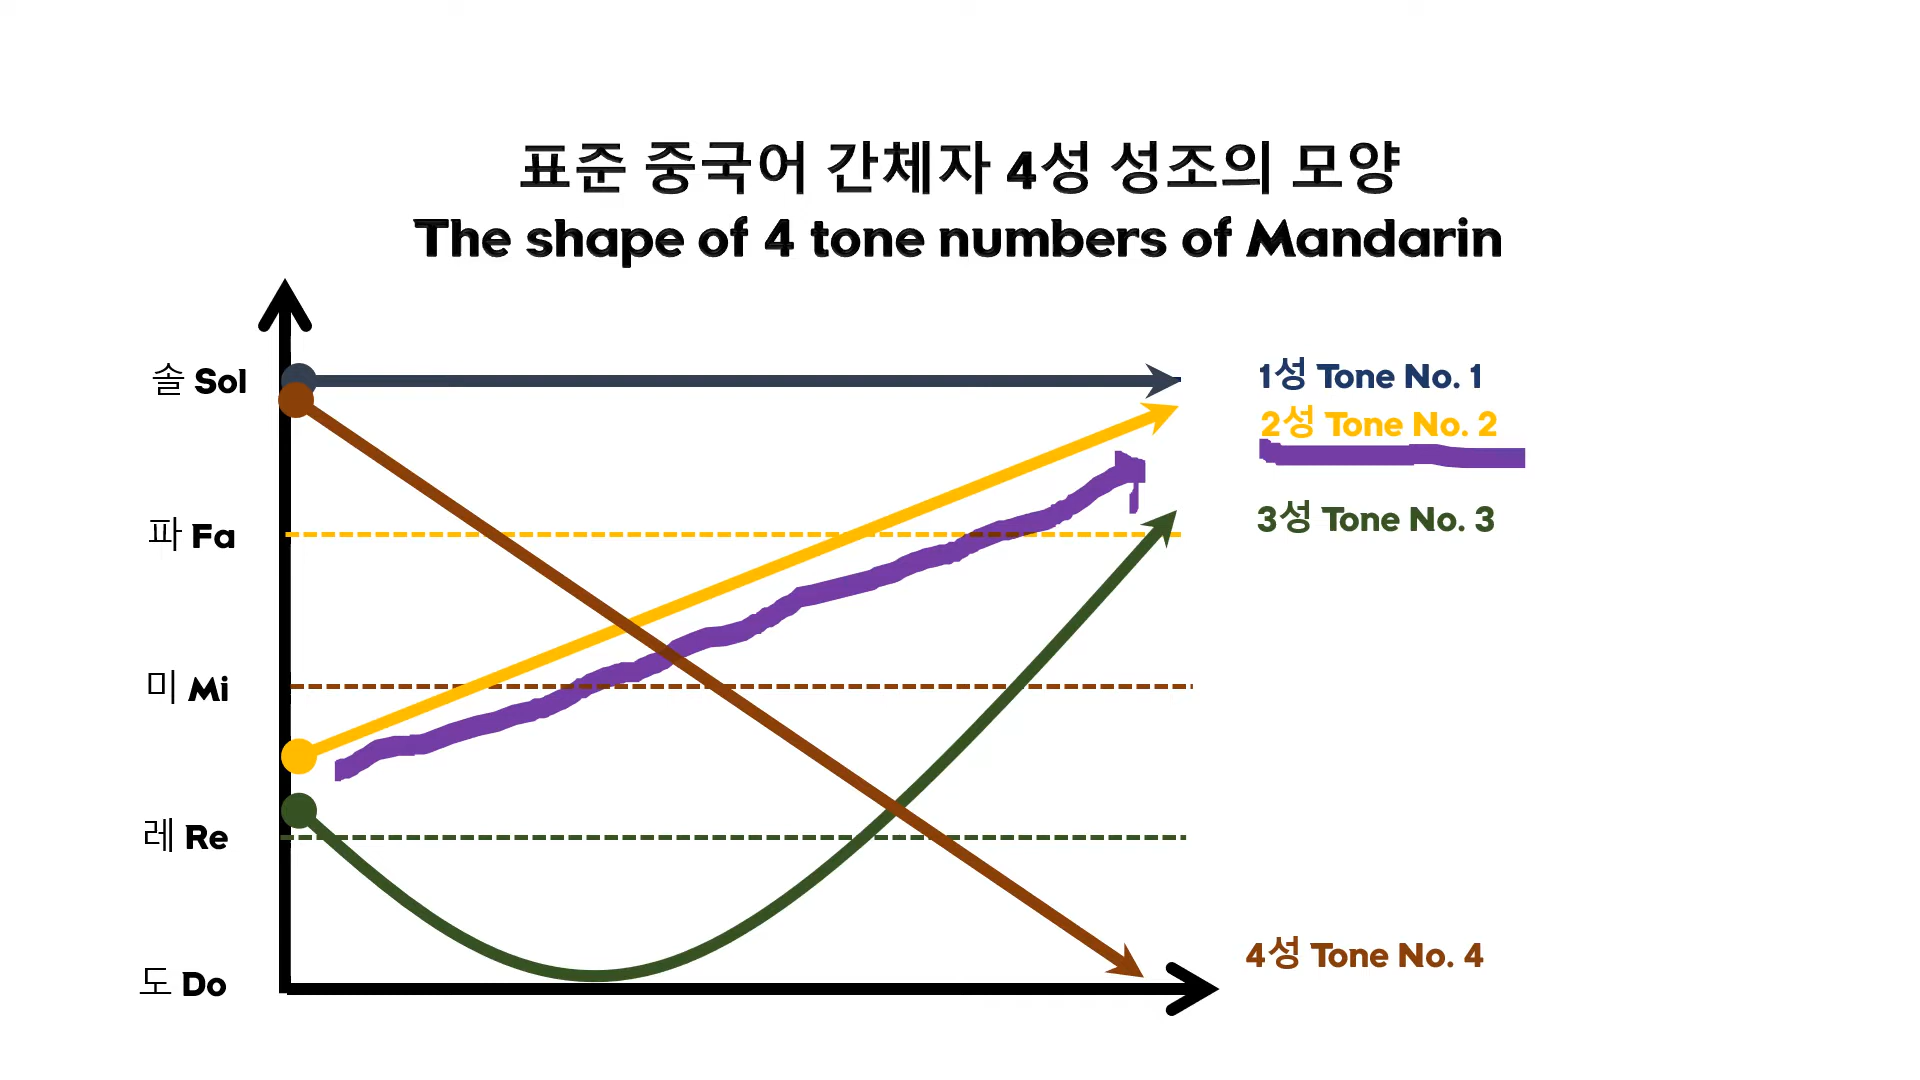 표준 중국어 간체자 4성 성조의 모양
The shape of 4 tone numbers of Mandarin
솔 Sol
1성 Tone No. 1
2성 Tone No. 2
파 Fa
3성 Tone No. 3
미 Mi
레 Re
4성 Tone No. 4
도 Do